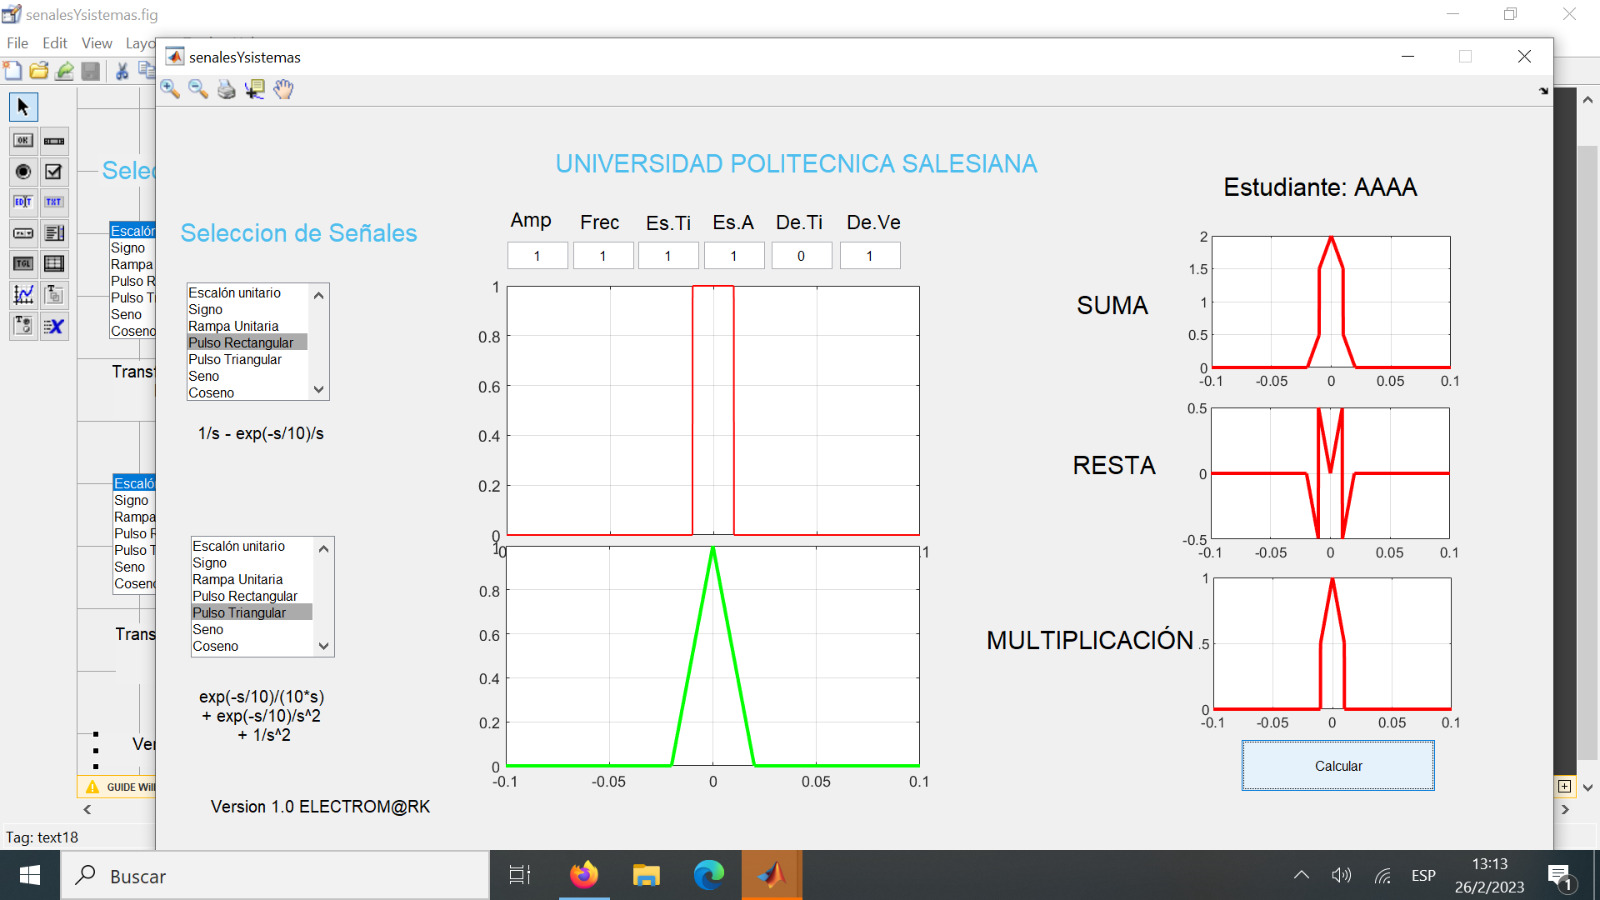 senalesYsistemas.fig
File Edit View Layo
senalesYsistemas
UNIVERSIDAD POLITECNICA SALESIANA
Estudiante: AAAA
Selec
Seleccion de Señales
Amp Frec Es.Ti Es.A De.Ti De.Ve
1 1 1 1 0 1
Escalón
Signo
Rampa
Pulso R
Pulso T
Seno
Coseno
Escalón unitario
Signo
Rampa Unitaria
Pulso Rectangular
Pulso Triangular
Seno
Coseno
Transf
1/s - exp(-s/10)/s
1
0.8
0.6
0.4
0.2
0
0 1
SUMA
2
1.5
1
0.5
0
-0.1 -0.05 0 0.05 0.1
RESTA
0.5
0
-0.5
-0.1 -0.05 0 0.05 0.1
Escaló
Signo
Rampa
Pulso R
Pulso T
Seno
Coseno
Escalón unitario
Signo
Rampa Unitaria
Pulso Rectangular
Pulso Triangular
Seno
Coseno
Trans
exp(-s/10)/(10*s)
+ exp(-s/10)/s^2
+ 1/s^2
1
0.8
0.6
0.4
0.2
0
-0.1 -0.05 0 0.05 0.1
MULTIPLICACIÓN
1
.5
0
-0.1 -0.05 0 0.05 0.1
Calcular
Ver
GUIDE Will
Version 1.0 ELECTROM@RK
Tag: text18
Buscar
ESP
13:13
26/2/2023
1
OK
EDIT TXT
TGL